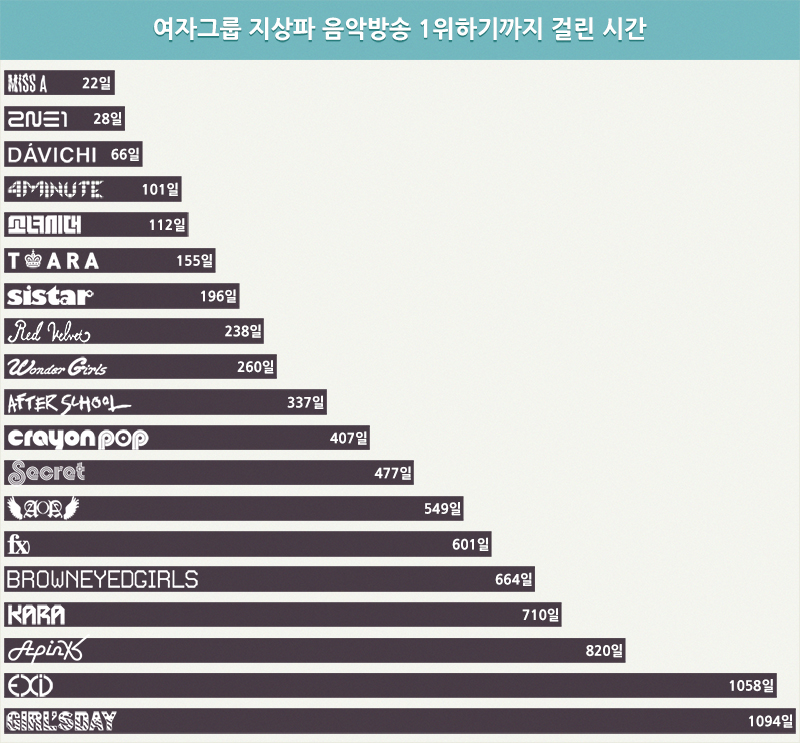 여자그룹 지상파 음악방송 1위하기까지 걸린 시간
MISS A 22일
2NE1 28일
DÁVICHI 66일
4MINUTE 101일
소녀시대 112일
T ARA 155일
sistar 196일
Red Velvet 238일
Wonder Girls 260일
AFTER SCHOOL 337일
crayonpop 407일
Secret 477일
AOA 549일
fx 601일
BROWNEYEDGIRLS 664일
KARA 710일
Apink 820일
EXID 1058일
GIRL'SDAY 1094일